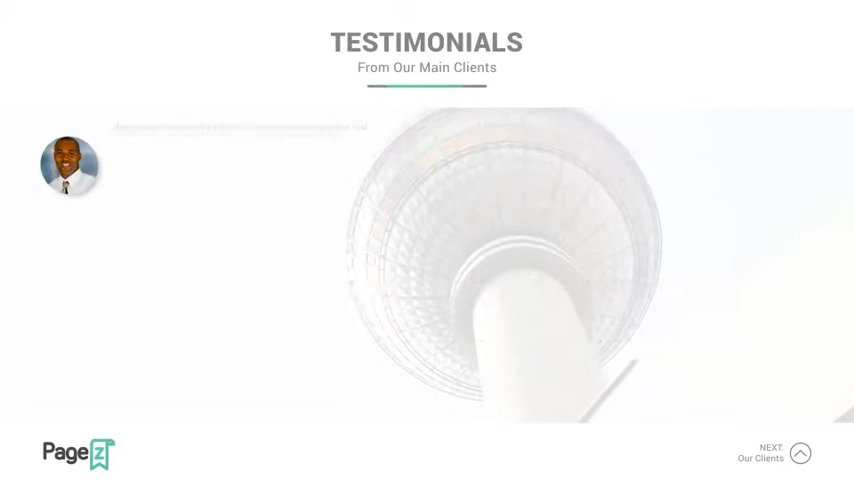 TESTIMONIALS
From Our Main Clients
PageZ
NEXT:
Our Clients